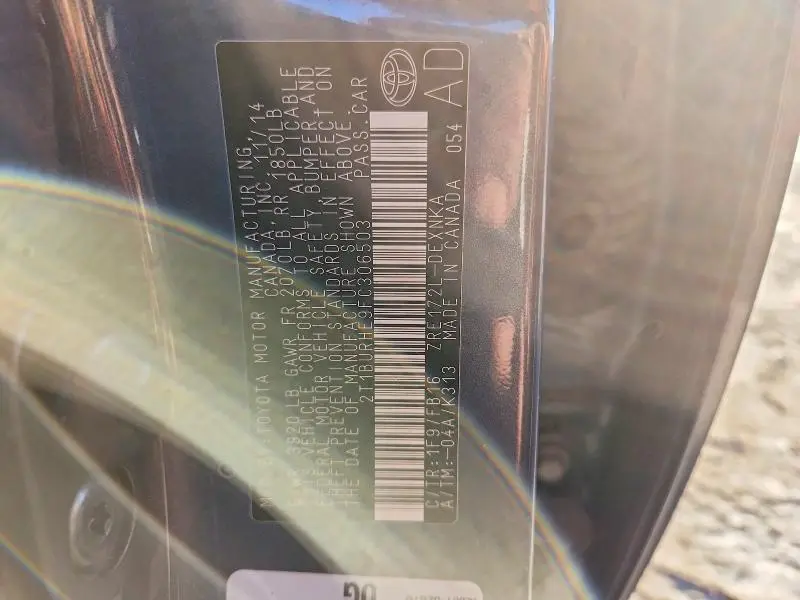 MFD BY:TOYOTA MOTOR MANUFACTURING,
CANADA, INC. 11/14
GVWR 3820LB GAWR FR 2070LB RR 1850LB
THIS VEHICLE CONFORMS TO ALL APPLICABLE
FEDERAL MOTOR VEHICLE SAFETY, BUMPER AND
THEFT PREVENTION STANDARDS IN EFFECT ON
THE DATE OF MANUFACTURE SHOWN ABOVE.
2T1BURHE9FC306503 PASS.CAR
C/TR:1F9/FB16 ZRE172L-DEXNKA
A/TM:-04A/K313 MADE IN CANADA 054
AD
DG